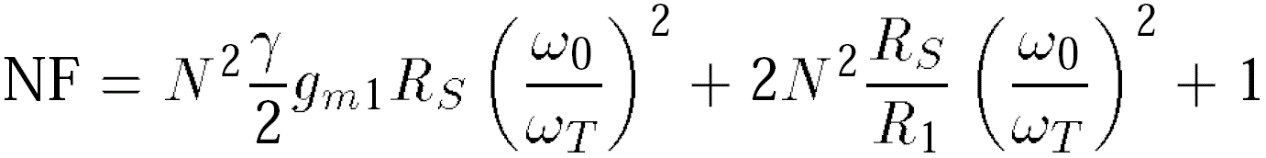 NF = N^2 \frac{\gamma}{2} g_{m1} R_S \left( \frac{\omega_0}{\omega_T} \right)^2 + 2N^2 \frac{R_S}{R_1} \left( \frac{\omega_0}{\omega_T} \right)^2 + 1